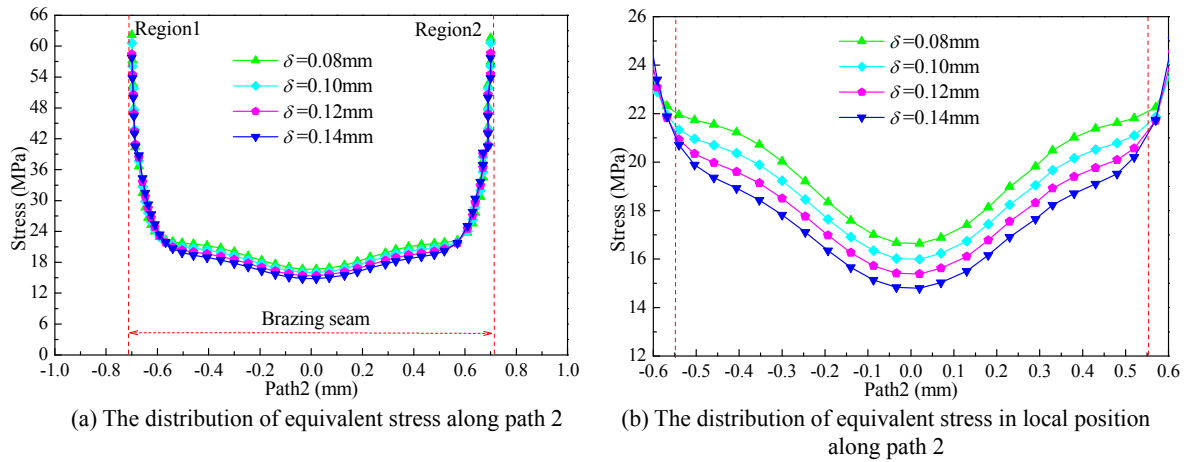 66
60
54
48
42
36
30
24
18
12
6
0
Stress (MPa)
Region1
Region2
δ=0.08mm
δ=0.10mm
δ=0.12mm
δ=0.14mm
Brazing seam
-1.0 -0.8 -0.6 -0.4 -0.2 0.0 0.2 0.4 0.6 0.8 1.0
Path2 (mm)
(a) The distribution of equivalent stress along path 2
26
24
22
20
18
16
14
12
Stress (MPa)
δ=0.08mm
δ=0.10mm
δ=0.12mm
δ=0.14mm
-0.6 -0.5 -0.4 -0.3 -0.2 -0.1 0.0 0.1 0.2 0.3 0.4 0.5 0.6
Path2 (mm)
(b) The distribution of equivalent stress in local position
along path 2